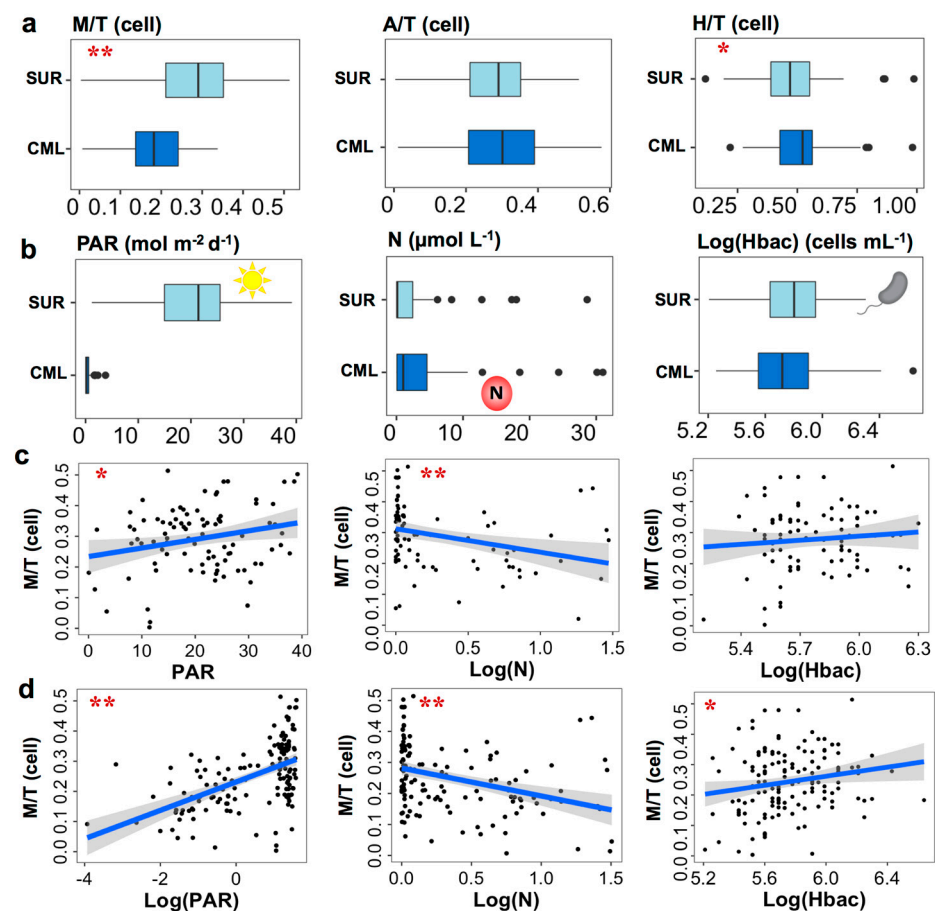 a
M/T (cell)
A/T (cell)
H/T (cell)
**
*
SUR
SUR
SUR
CML
CML
CML
0 0.2 0.3 0.5
0 0.2 0.4 0.6
0.25 0.50 0.75 1.00
b
PAR (mol m⁻² d⁻¹)
N (µmol L⁻¹)
Log(Hbac) (cells mL⁻¹)
SUR
SUR
SUR
CML
CML
CML
N
0 10 20 30 40
0 10 20 30
5.2 5.6 6.0 6.4
c
*
**
M/T (cell)
M/T (cell)
M/T (cell)
0.0 0.1 0.2 0.3 0.4 0.5
0.0 0.1 0.2 0.3 0.4 0.5
0.0 0.1 0.2 0.3 0.4 0.5
0 10 20 30 40
0.0 0.5 1.0 1.5
5.4 5.7 6.0 6.3
PAR
Log(N)
Log(Hbac)
d
**
**
*
M/T (cell)
M/T (cell)
M/T (cell)
0.0 0.1 0.2 0.3 0.4 0.5
0.0 0.1 0.2 0.3 0.4 0.5
0.0 0.1 0.2 0.3 0.4 0.5
-4 -2 0
0.0 0.5 1.0 1.5
5.2 5.6 6.0 6.4
Log(PAR)
Log(N)
Log(Hbac)